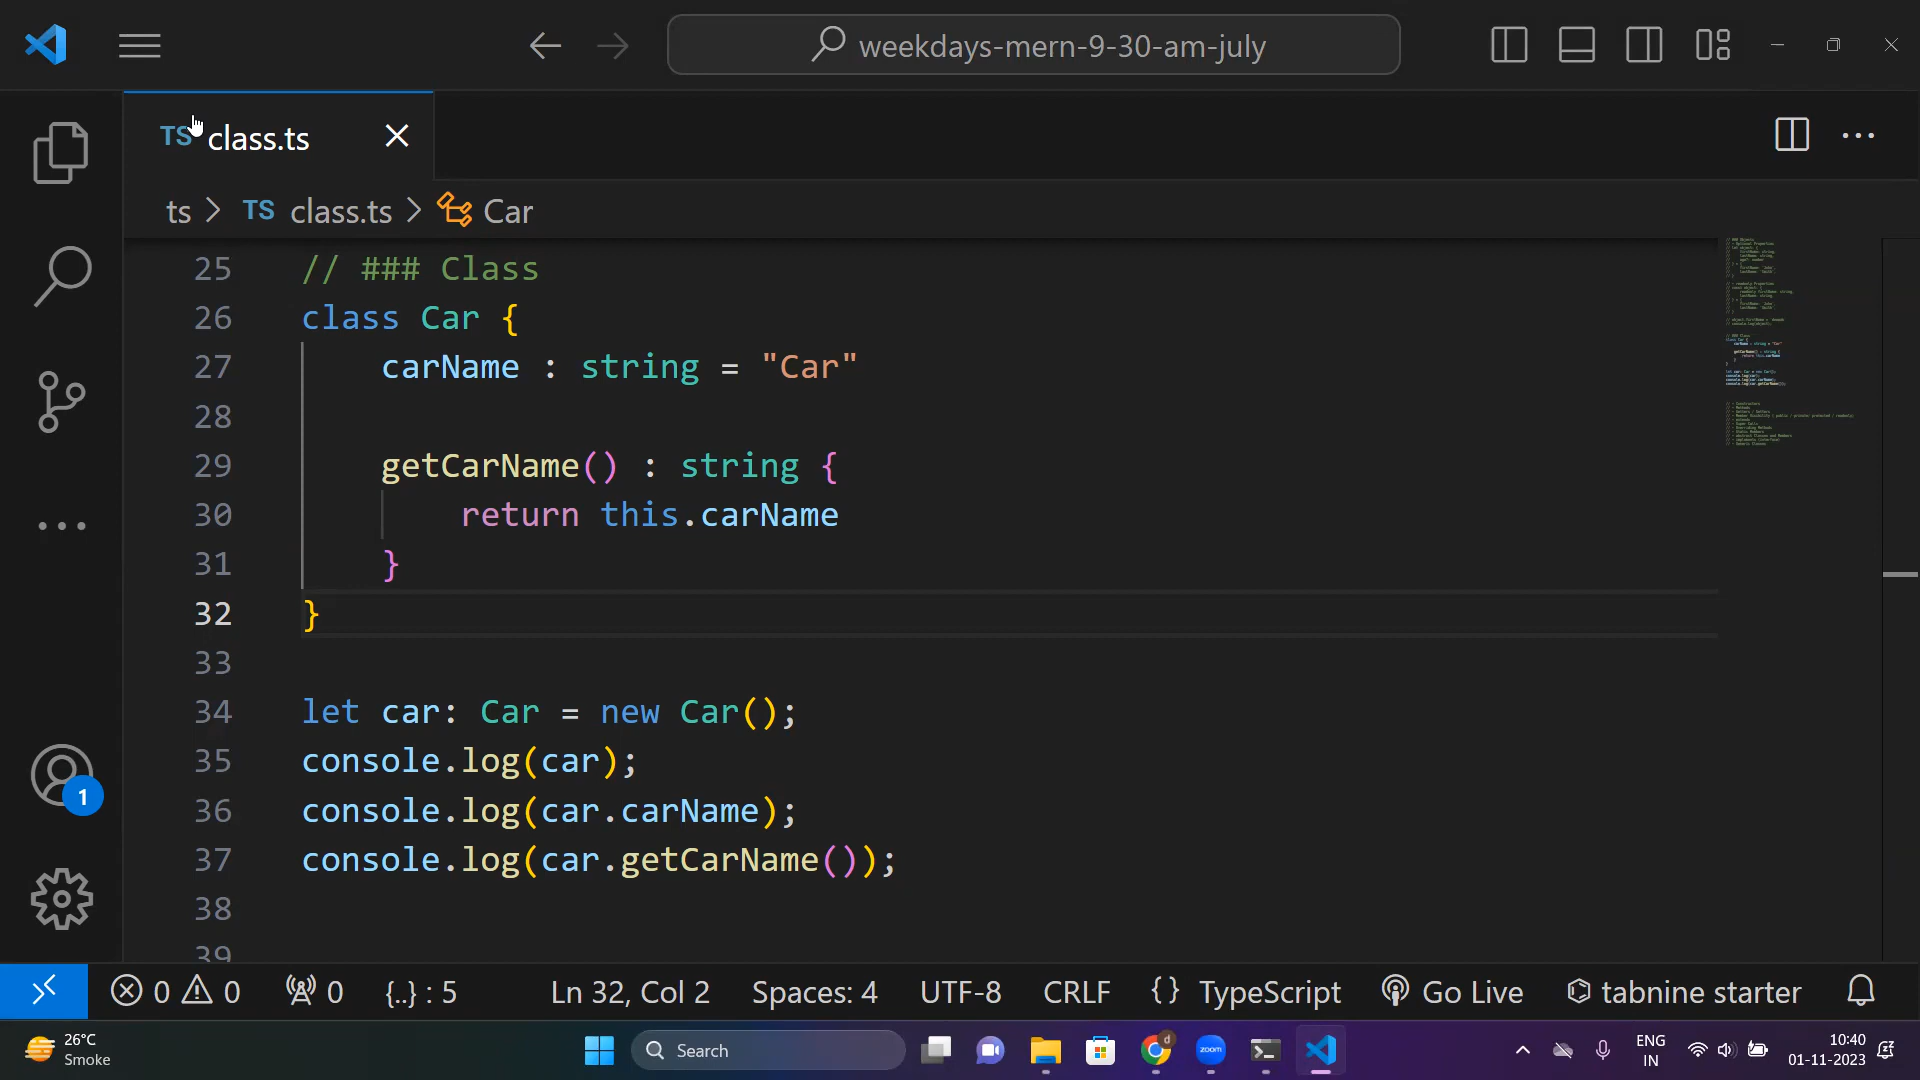 weekdays-mern-9-30-am-july
TS class.ts
ts > TS class.ts > Car
25 // ### Class
26 class Car {
27 carName : string = "Car"
28
29 getCarName() : string {
30 return this.carName
31 }
32 }
33
34 let car: Car = new Car();
35 console.log(car);
36 console.log(car.carName);
37 console.log(car.getCarName());
38
39
1
0 0 0 {..} : 5 Ln 32, Col 2 Spaces: 4 UTF-8 CRLF {} TypeScript Go Live tabnine starter
26°C
Smoke
Search
d
zoom
ENG
IN
10:40
01-11-2023